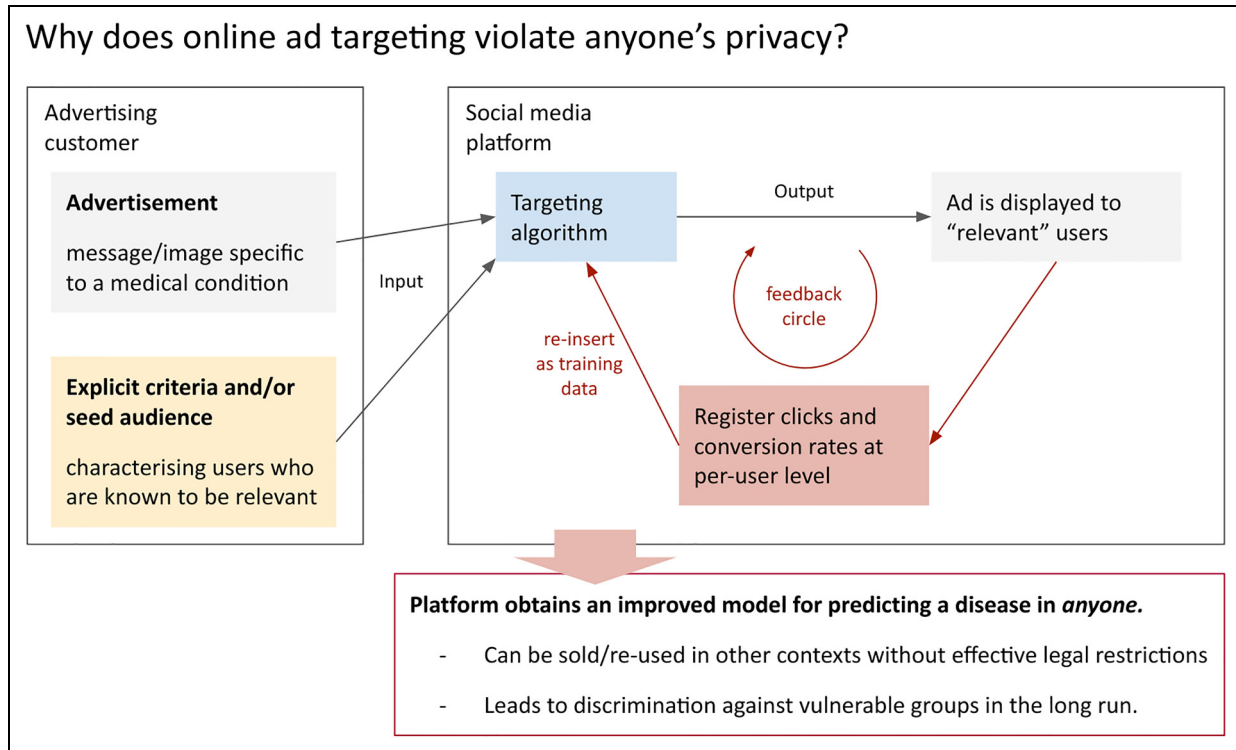 Why does online ad targeting violate anyone’s privacy?
Advertising
customer
Advertisement
message/image specific
to a medical condition
Explicit criteria and/or
seed audience
characterising users who
are known to be relevant
Input
Social media
platform
Targeting
algorithm
Output
Ad is displayed to
“relevant” users
feedback
circle
re-insert
as training
data
Register clicks and
conversion rates at
per-user level
Platform obtains an improved model for predicting a disease in anyone.
- Can be sold/re-used in other contexts without effective legal restrictions
- Leads to discrimination against vulnerable groups in the long run.